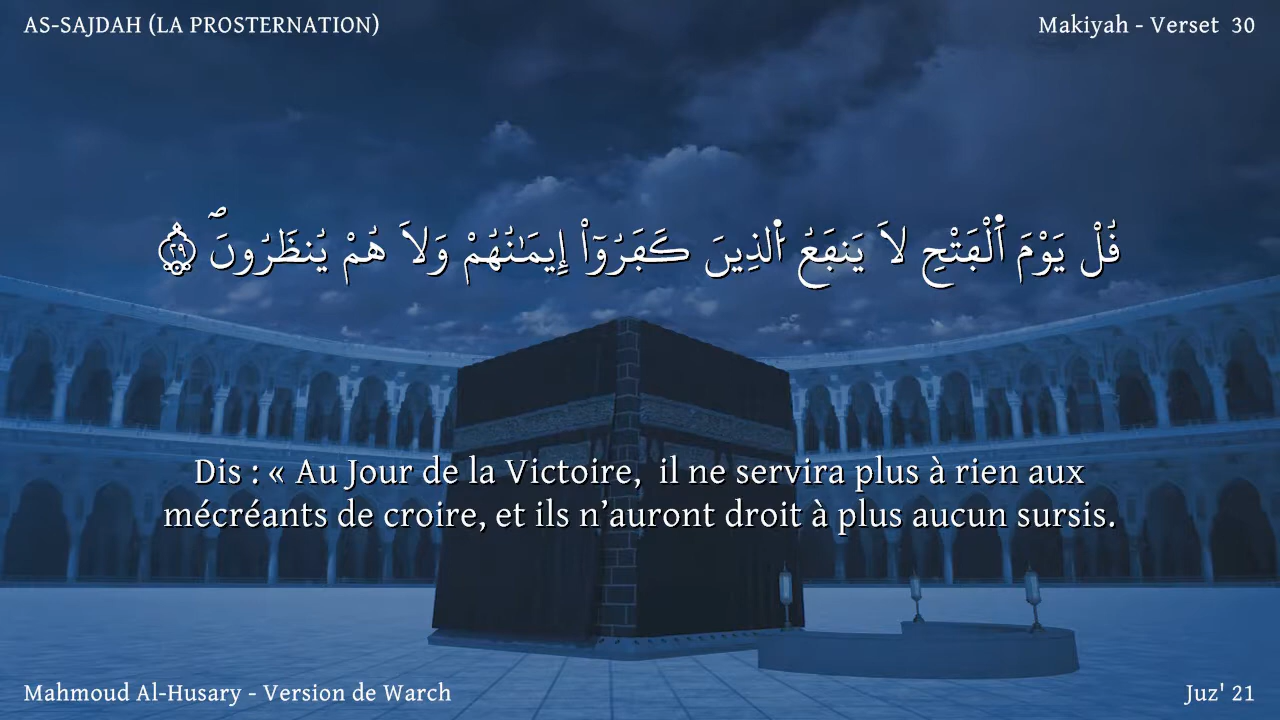 AS-SAJDAH (LA PROSTERNATION)
Makiyah - Verset 30
قُلْ يَوْمَ اَ۬لْفَتْحِ لَا يَنفَعُ اُ۬لذِينَ كَفَرُوٓاْ إِيمَٰنُهُمْ وَلَا هُمْ يُنظَرُونَۖ ٢٩
Dis : « Au Jour de la Victoire, il ne servira plus à rien aux
mécréants de croire, et ils n’auront droit à plus aucun sursis.
Mahmoud Al-Husary - Version de Warch
Juz' 21